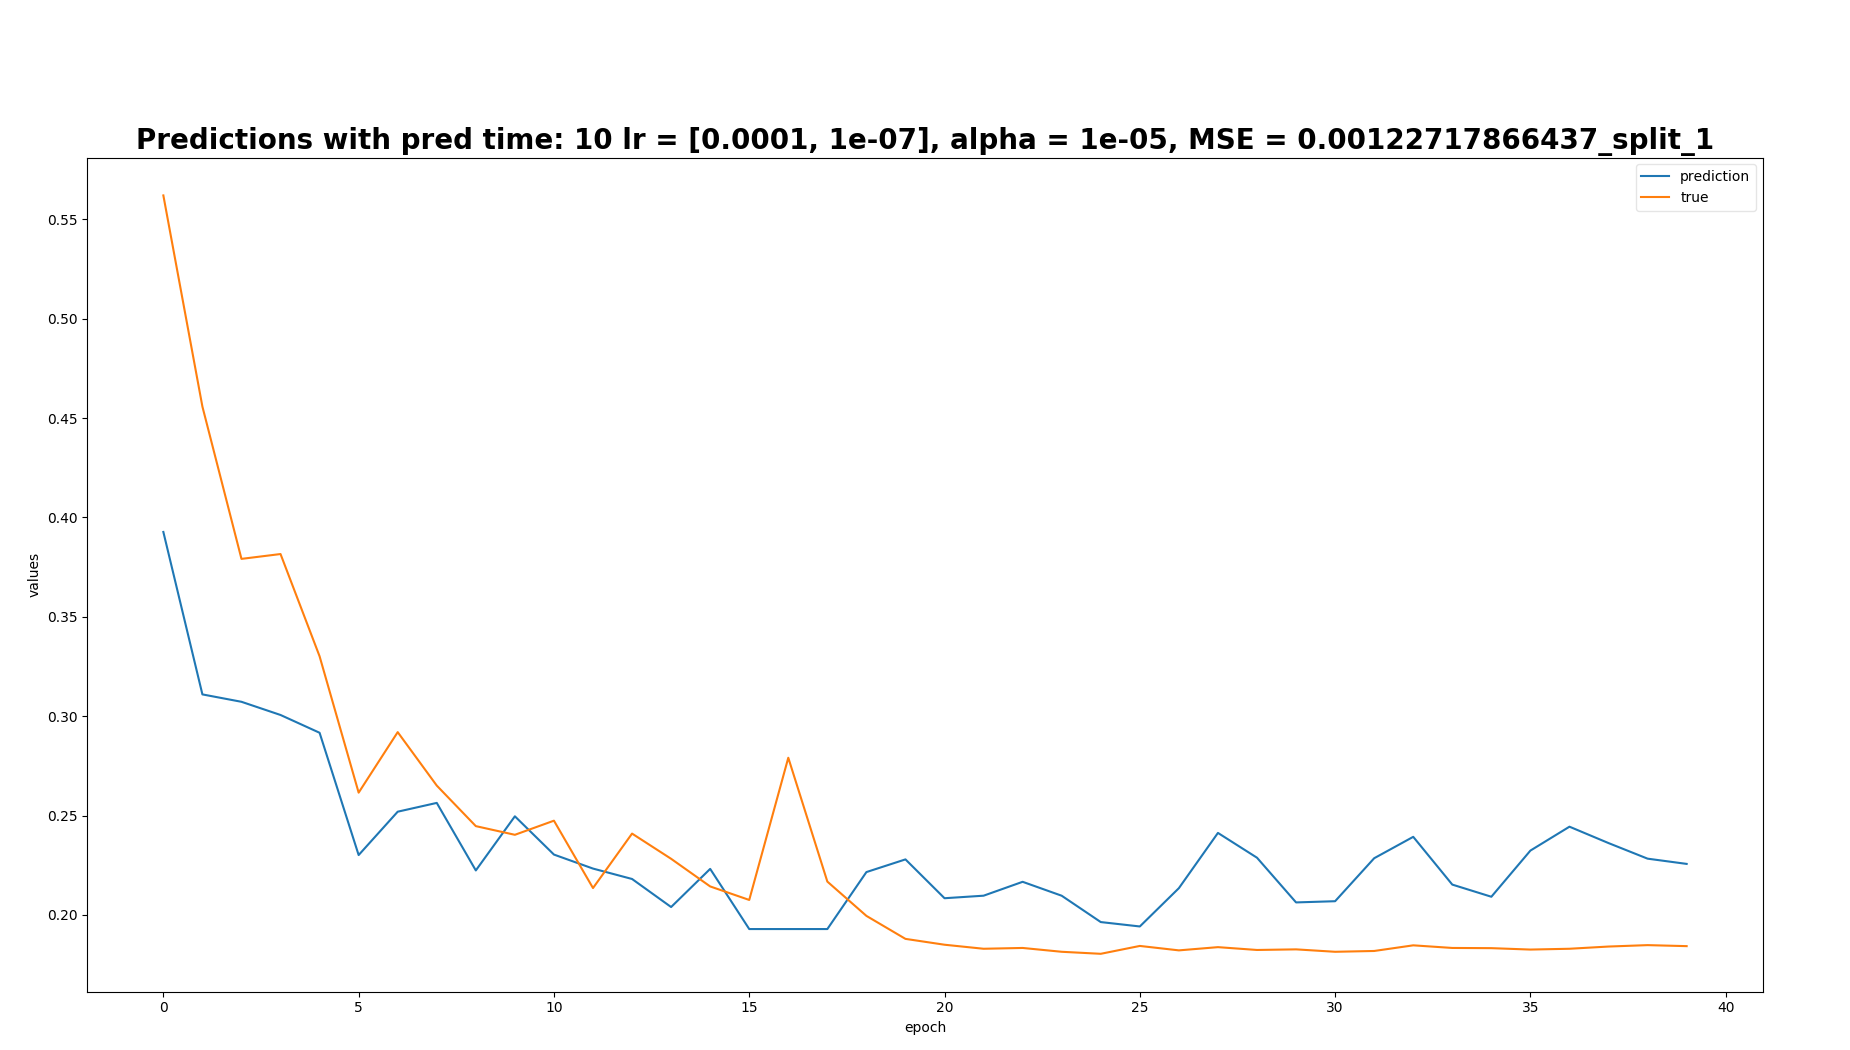 Predictions with pred time: 10 lr = [0.0001, 1e-07], alpha = 1e-05, MSE = 0.00122717866437_split_1
prediction
true
values
0.55
0.50
0.45
0.40
0.35
0.30
0.25
0.20
0 5 10 15 20 25 30 35 40
epoch